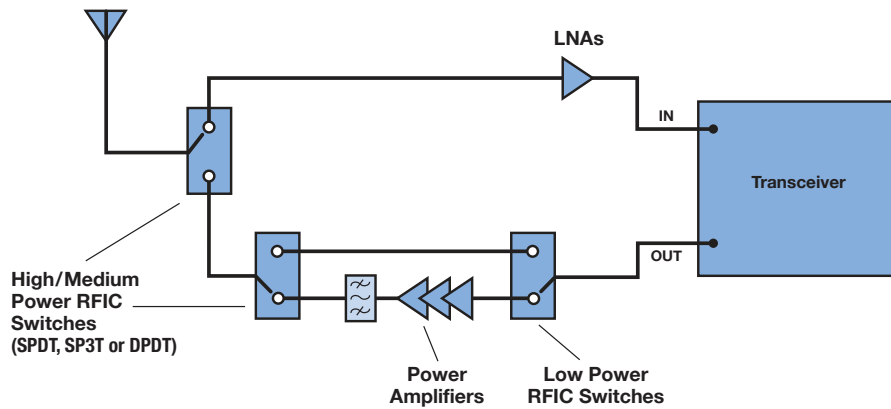 LNAs
IN
Transceiver
OUT
High/Medium
Power RFIC
Switches
(SPDT, SP3T or DPDT)
Power
Amplifiers
Low Power
RFIC Switches